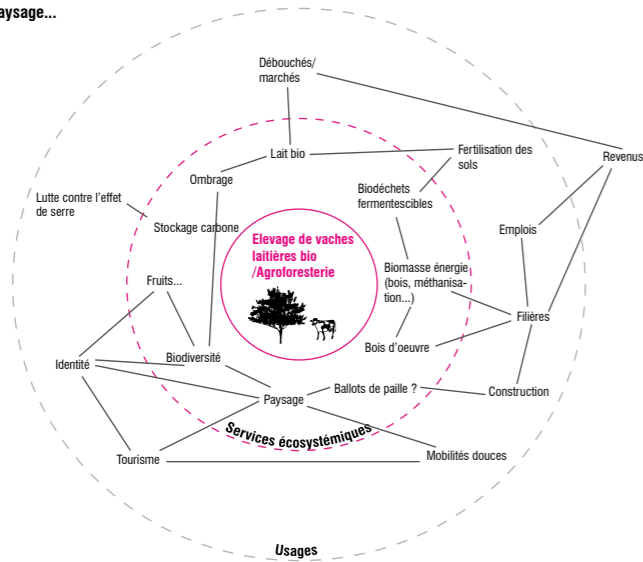 aysage...
Débouchés/
marchés
Lait bio
Fertilisation des
sols
Revenus
Ombrage
Biodéchets
fermentescibles
Lutte contre l'effet
de serre
Stockage carbone
Emplois
Elevage de vaches
laitières bio
/Agroforesterie
Biomasse énergie
(bois, méthanisa-
tion...)
Fruits...
Filières
Bois d'oeuvre
Identité
Biodiversité
Ballots de paille ?
Construction
Paysage
Services écosystémiques
Tourisme
Mobilités douces
Usages